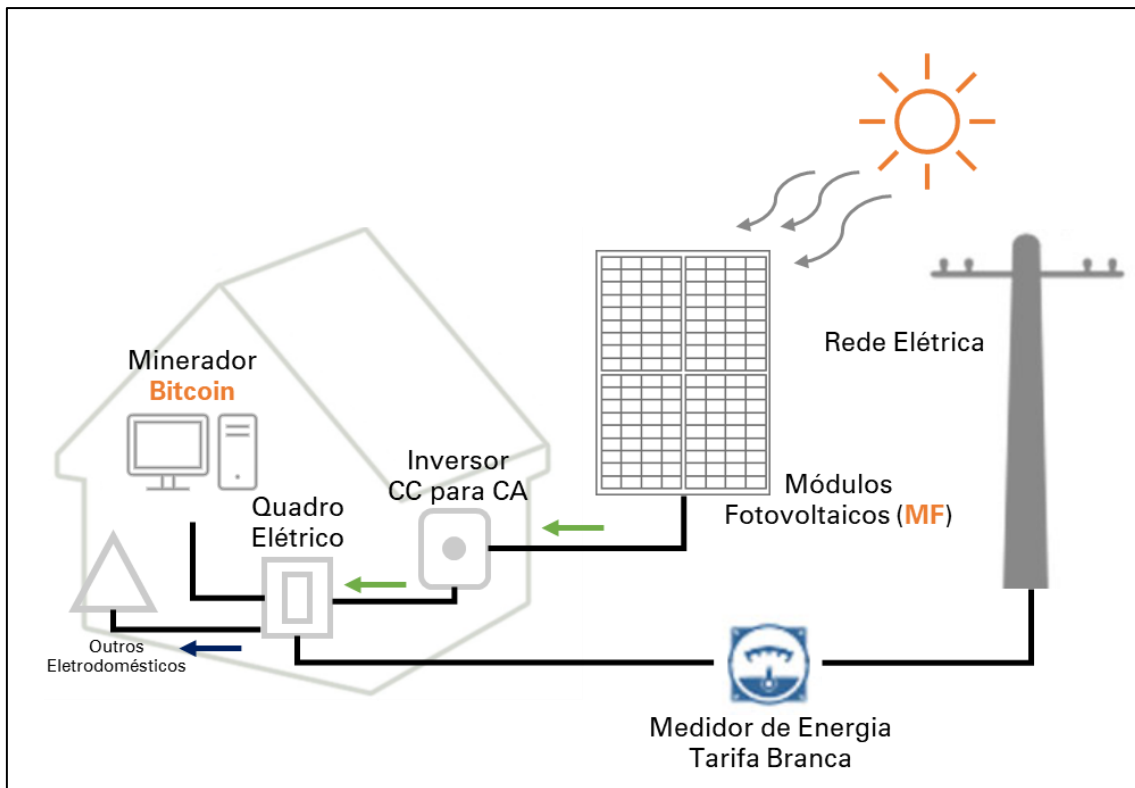 Rede Elétrica
Minerador
Bitcoin
Inversor
CC para CA
Módulos
Fotovoltaicos (MF)
Quadro
Elétrico
Outros
Eletrodomésticos
Medidor de Energia
Tarifa Branca